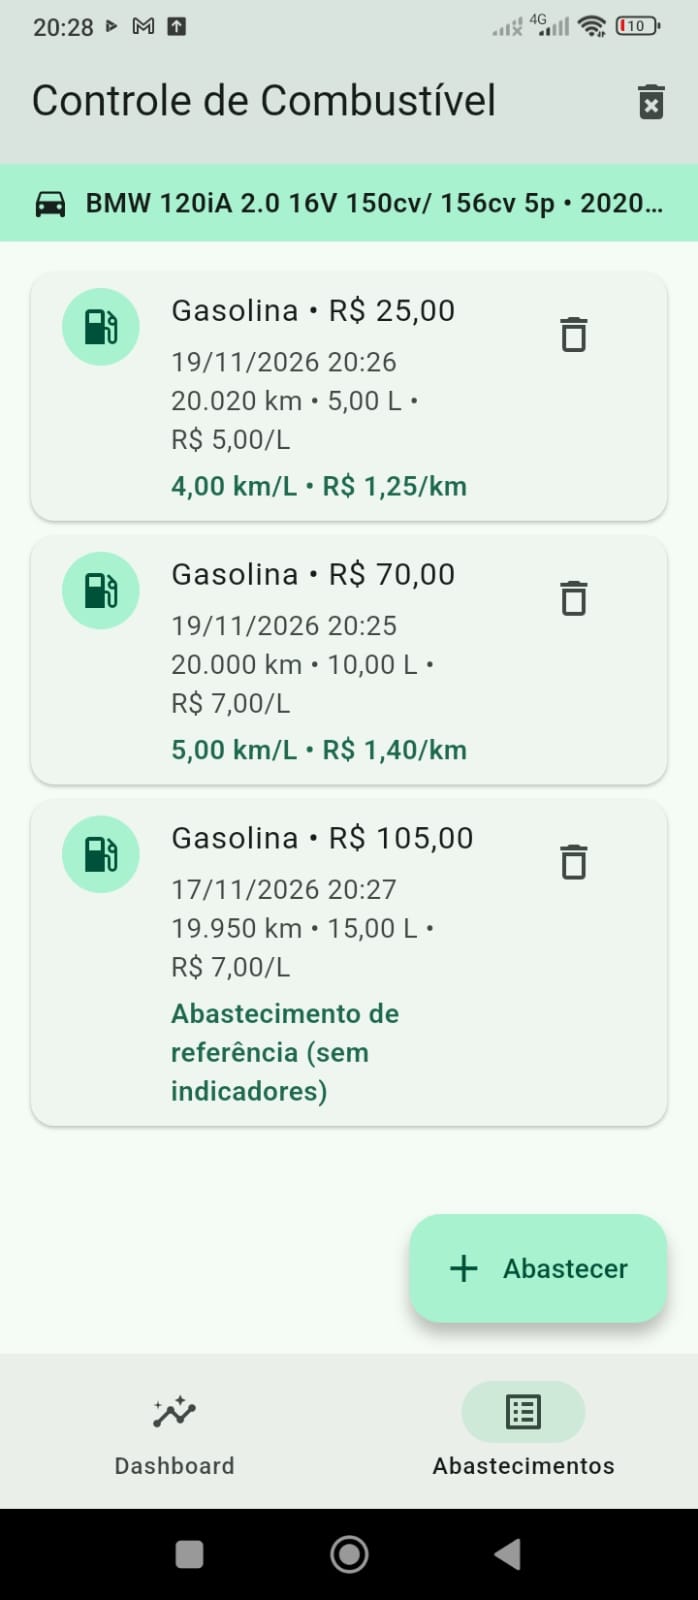 20:28
4G
10
Controle de Combustível
BMW 120iA 2.0 16V 150cv/ 156cv 5p • 2020...
Gasolina • R$ 25,00
19/11/2026 20:26
20.020 km • 5,00 L •
R$ 5,00/L
4,00 km/L • R$ 1,25/km
Gasolina • R$ 70,00
19/11/2026 20:25
20.000 km • 10,00 L •
R$ 7,00/L
5,00 km/L • R$ 1,40/km
Gasolina • R$ 105,00
17/11/2026 20:27
19.950 km • 15,00 L •
R$ 7,00/L
Abastecimento de
referência (sem
indicadores)
+ Abastecer
Dashboard
Abastecimentos